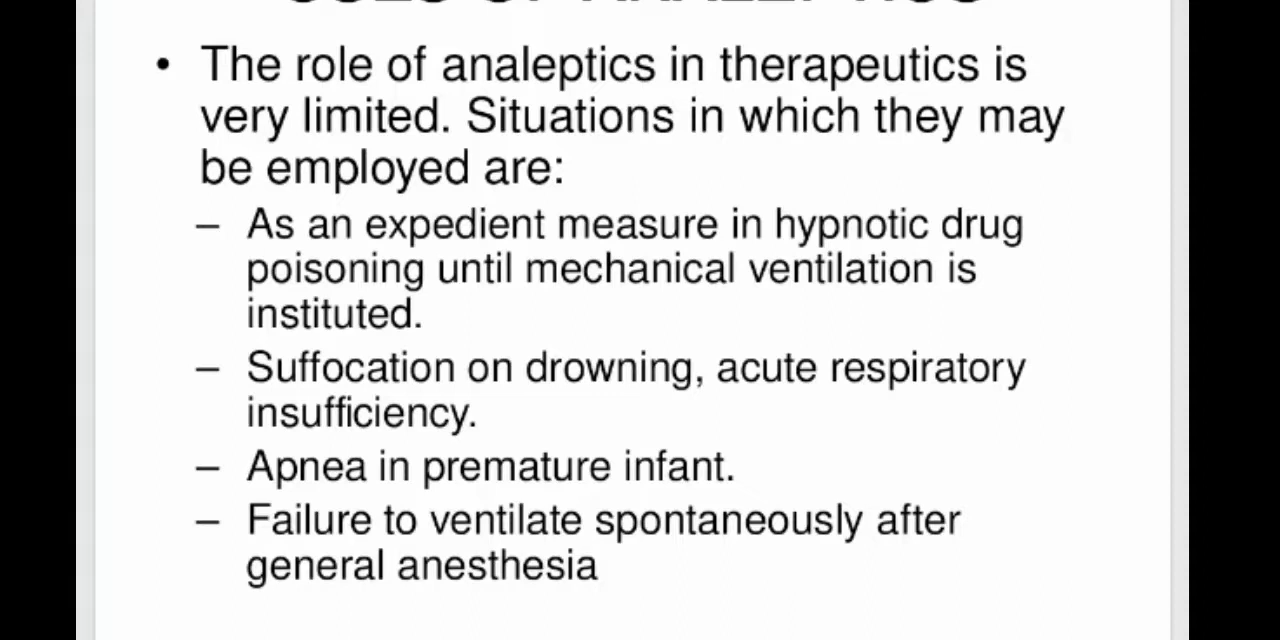 • The role of analeptics in therapeutics is
very limited. Situations in which they may
be employed are:
– As an expedient measure in hypnotic drug
poisoning until mechanical ventilation is
instituted.
– Suffocation on drowning, acute respiratory
insufficiency.
– Apnea in premature infant.
– Failure to ventilate spontaneously after
general anesthesia